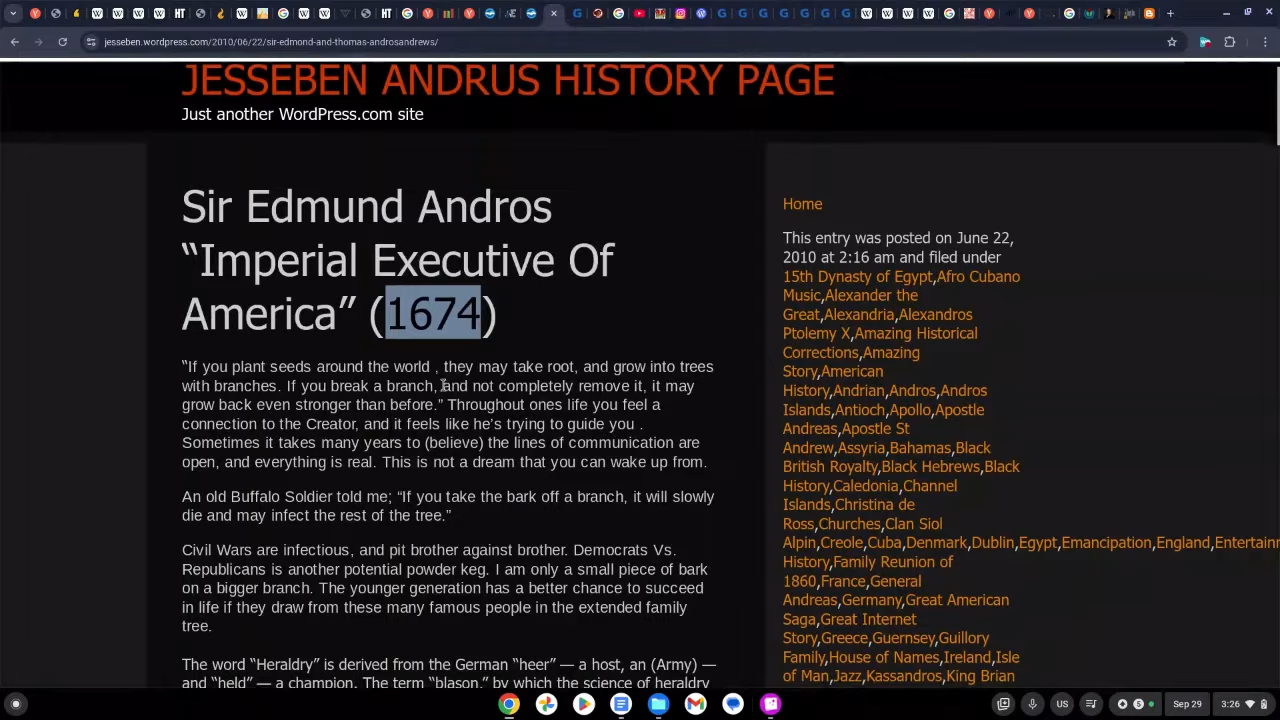 jesseben.wordpress.com/2010/06/22/sir-edmond-and-thomas-androsandrews/
JESSEBEN ANDRUS HISTORY PAGE
Just another WordPress.com site
Sir Edmund Andros
“Imperial Executive Of
America” (1674)
“If you plant seeds around the world , they may take root, and grow into trees
with branches. If you break a branch, and not completely remove it, it may
grow back even stronger than before.” Throughout ones life you feel a
connection to the Creator, and it feels like he’s trying to guide you .
Sometimes it takes many years to (believe) the lines of communication are
open, and everything is real. This is not a dream that you can wake up from.
An old Buffalo Soldier told me; “If you take the bark off a branch, it will slowly
die and may infect the rest of the tree.”
Civil Wars are infectious, and pit brother against brother. Democrats Vs.
Republicans is another potential powder keg. I am only a small piece of bark
on a bigger branch. The younger generation has a better chance to succeed
in life if they draw from these many famous people in the extended family
tree.
The word “Heraldry” is derived from the German “heer” — a host, an (Army) —
and “held” — a champion. The term “blason,” by which the science of heraldry
Home
This entry was posted on June 22,
2010 at 2:16 am and filed under
15th Dynasty of Egypt,Afro Cubano
Music,Alexander the
Great,Alexandria,Alexandros
Ptolemy X,Amazing Historical
Corrections,Amazing
Story,American
History,Andrian,Andros,Andros
Islands,Antioch,Apollo,Apostle
Andreas,Apostle St
Andrew,Assyria,Bahamas,Black
British Royalty,Black Hebrews,Black
History,Caledonia,Channel
Islands,Christina de
Ross,Churches,Clan Siol
Alpin,Creole,Cuba,Denmark,Dublin,Egypt,Emancipation,England,Entertainm
History,Family Reunion of
1860,France,General
Andreas,Germany,Great American
Saga,Great Internet
Story,Greece,Guernsey,Guillory
Family,House of Names,Ireland,Isle
of Man,Jazz,Kassandros,King Brian
US
5
Sep 29
3:26